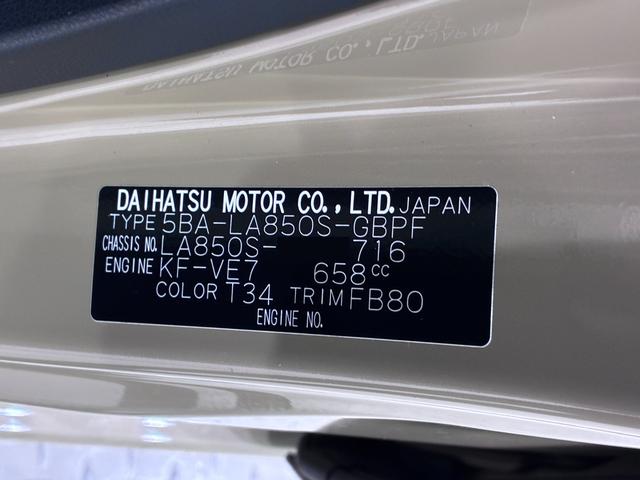 DAIHATSU MOTOR CO.,LTD. JAPAN
TYPE 5BA-LA850S-GBPF
CHASSIS NO. LA850S- 716
ENGINE KF-VE7 658CC
COLOR T34 TRIM FB80
ENGINE NO.